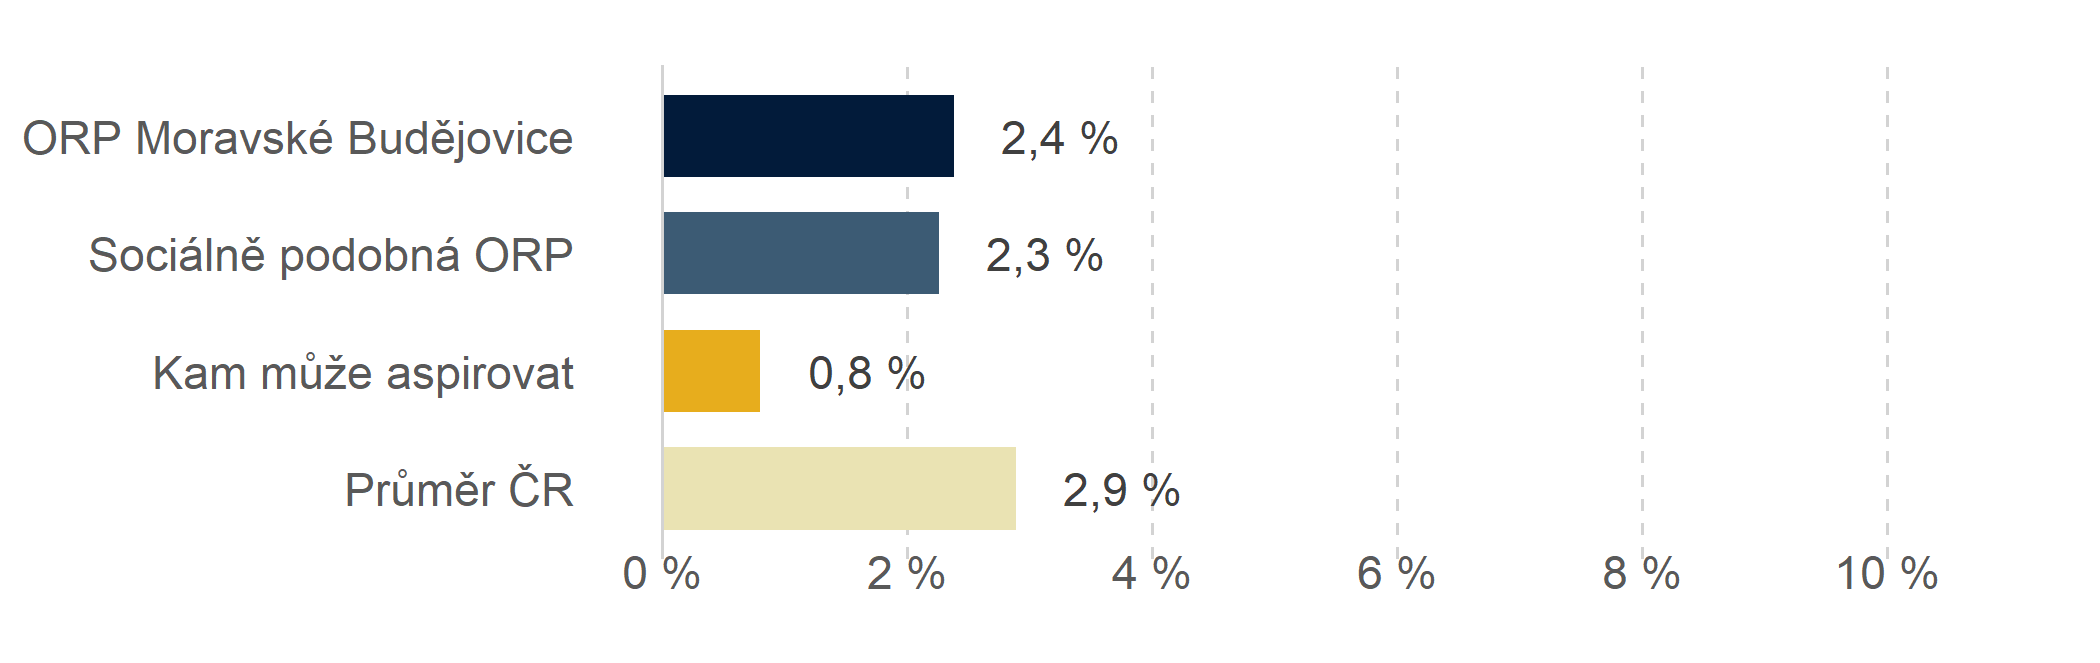 ORP Moravské Budějovice 2,4 %
Sociálně podobná ORP 2,3 %
Kam může aspirovat 0,8 %
Průměr ČR 2,9 %
0 % 2 % 4 % 6 % 8 % 10 %